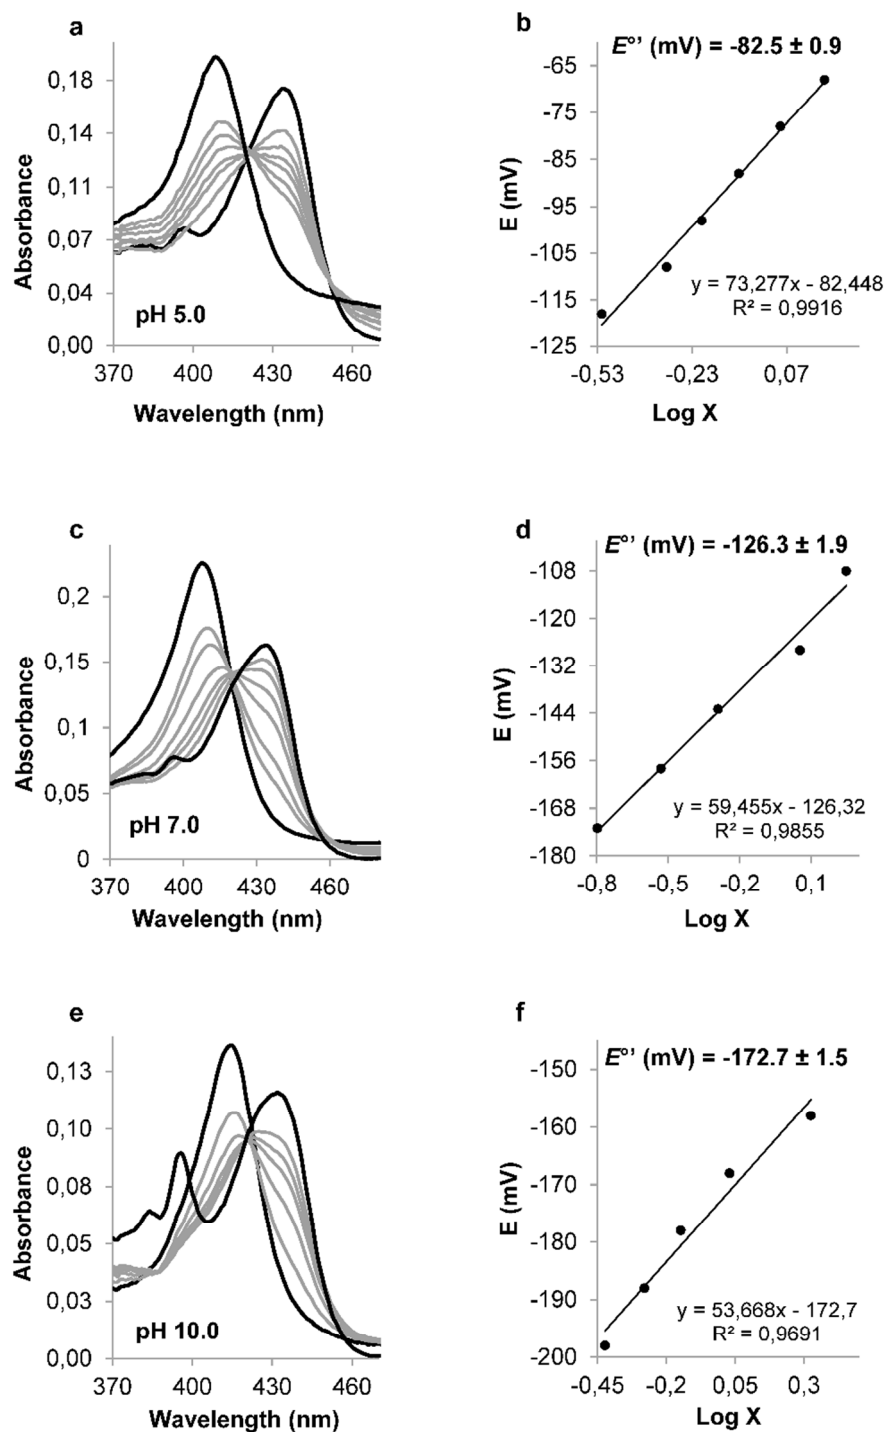 a
0,18
0,14
0,11
0,07
0,04
0,00
Absorbance
pH 5.0
370 400 430 460
Wavelength (nm)
b
E°’ (mV) = -82.5 ± 0.9
-65
-75
-85
-95
-105
-115
-125
E (mV)
y = 73,277x - 82,448
R² = 0,9916
-0,53 -0,23 0,07
Log X
c
0,2
0,15
0,1
0,05
0
Absorbance
pH 7.0
370 400 430 460
Wavelength (nm)
d
E°’ (mV) = -126.3 ± 1.9
-108
-120
-132
-144
-156
-168
-180
E (mV)
y = 59,455x - 126,32
R² = 0,9855
-0,8 -0,5 -0,2 0,1
Log X
e
0,13
0,10
0,08
0,05
0,03
0,00
Absorbance
pH 10.0
370 400 430 460
Wavelength (nm)
f
E°’ (mV) = -172.7 ± 1.5
-150
-160
-170
-180
-190
-200
E (mV)
y = 53,668x - 172,7
R² = 0,9691
-0,45 -0,2 0,05 0,3
Log X